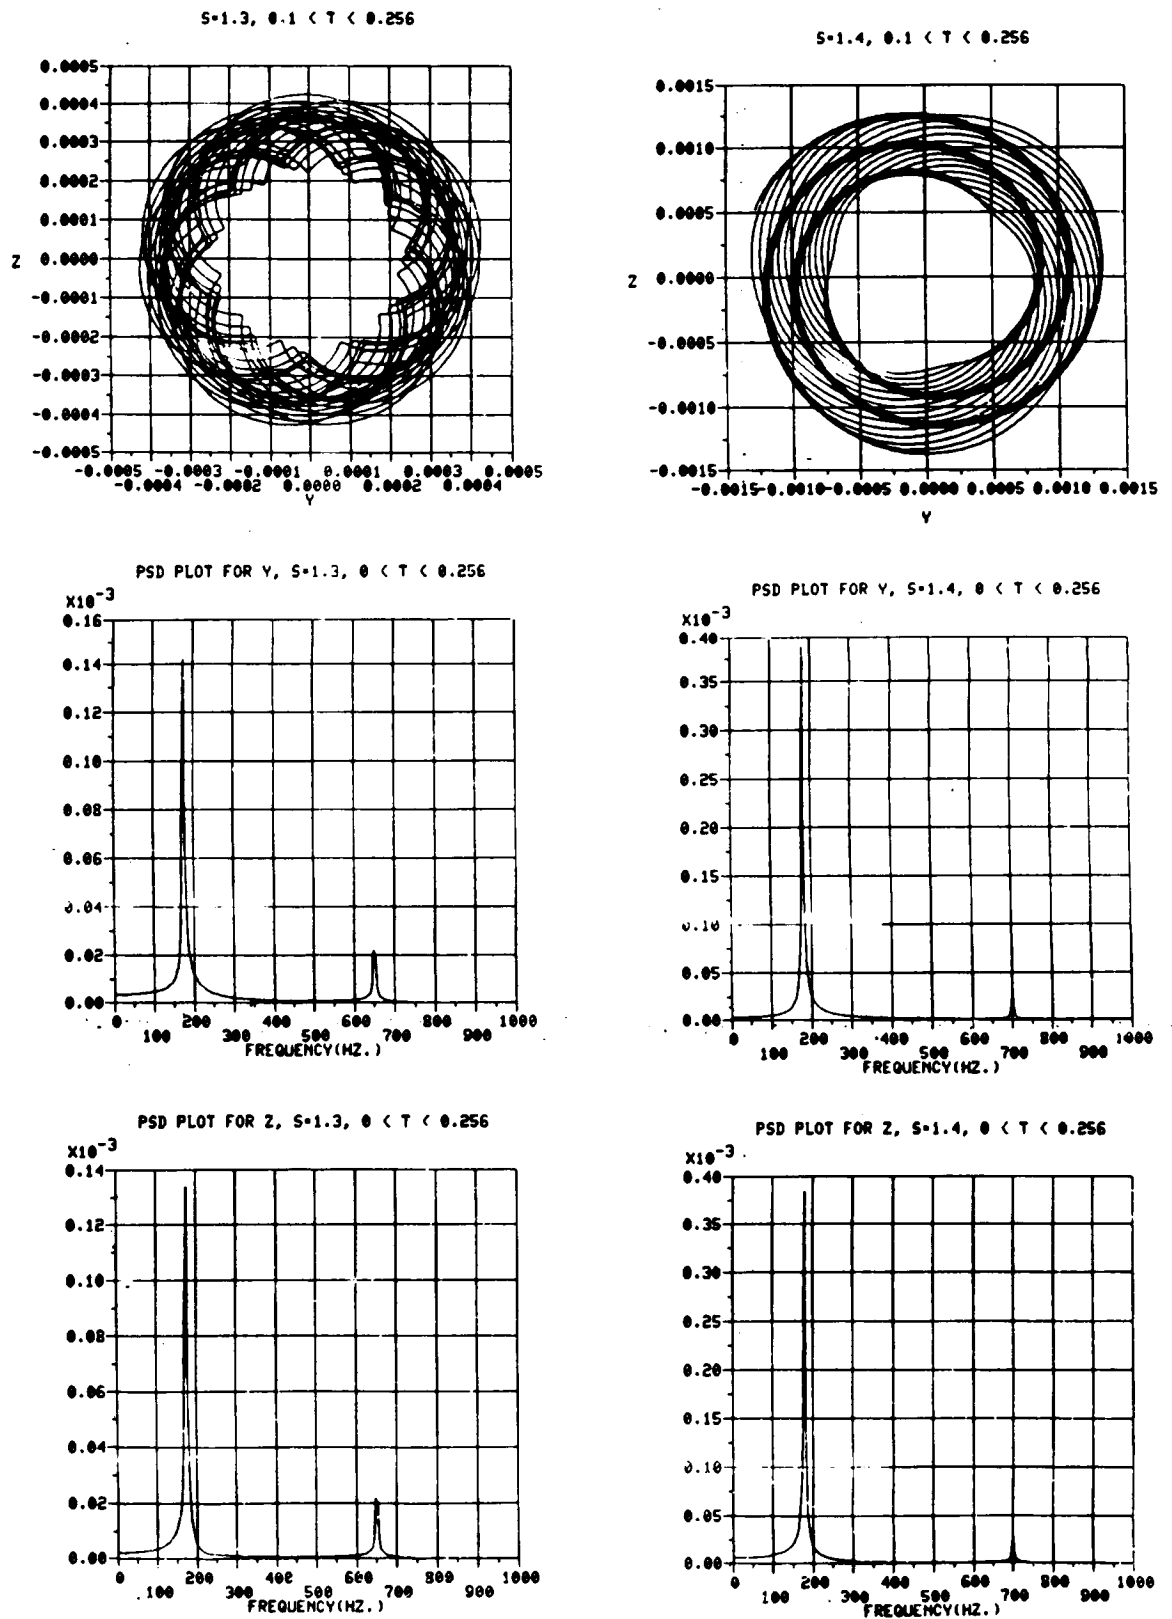 S=1.3, 0.1 < T < 0.256
0.0005
0.0004
0.0003
0.0002
0.0001
0.0000
-0.0001
-0.0002
-0.0003
-0.0004
-0.0005
Z
-0.0005 -0.0003 -0.0001 0.0001 0.0003 0.0005
-0.0004 -0.0002 0.0000 0.0002 0.0004
Y
S=1.4, 0.1 < T < 0.256
0.0015
0.0010
0.0005
0.0000
-0.0005
-0.0010
-0.0015
Z
-0.0015 -0.0010 -0.0005 0.0000 0.0005 0.0010 0.0015
Y
PSD PLOT FOR Y, S=1.3, 0 < T < 0.256
X10-3
0.16
0.14
0.12
0.10
0.08
0.06
0.04
0.02
0.00
0 200 400 600 800 1000
100 300 500 700 900
FREQUENCY(HZ.)
PSD PLOT FOR Y, S=1.4, 0 < T < 0.256
X10-3
0.40
0.35
0.30
0.25
0.20
0.15
0.10
0.05
0.00
0 200 400 600 800 1000
100 300 500 700 900
FREQUENCY(HZ.)
PSD PLOT FOR Z, S=1.3, 0 < T < 0.256
X10-3
0.14
0.12
0.10
0.08
0.06
0.04
0.02
0.00
0 200 400 600 800 1000
100 300 500 700 900
FREQUENCY(HZ.)
PSD PLOT FOR Z, S=1.4, 0 < T < 0.256
X10-3
0.40
0.35
0.30
0.25
0.20
0.15
0.10
0.05
0.00
0 200 400 600 800 1000
100 300 500 700 900
FREQUENCY(HZ.)